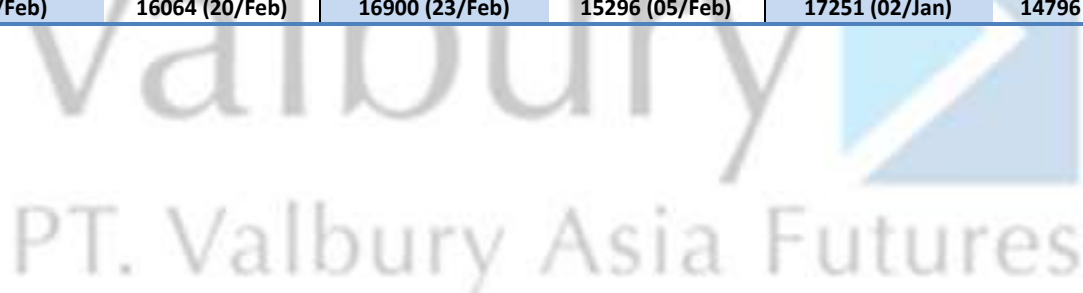 /Feb) 16064 (20/Feb) 16900 (23/Feb) 15296 (05/Feb) 17251 (02/Jan) 14796
Valbury
PT. Valbury Asia Futures